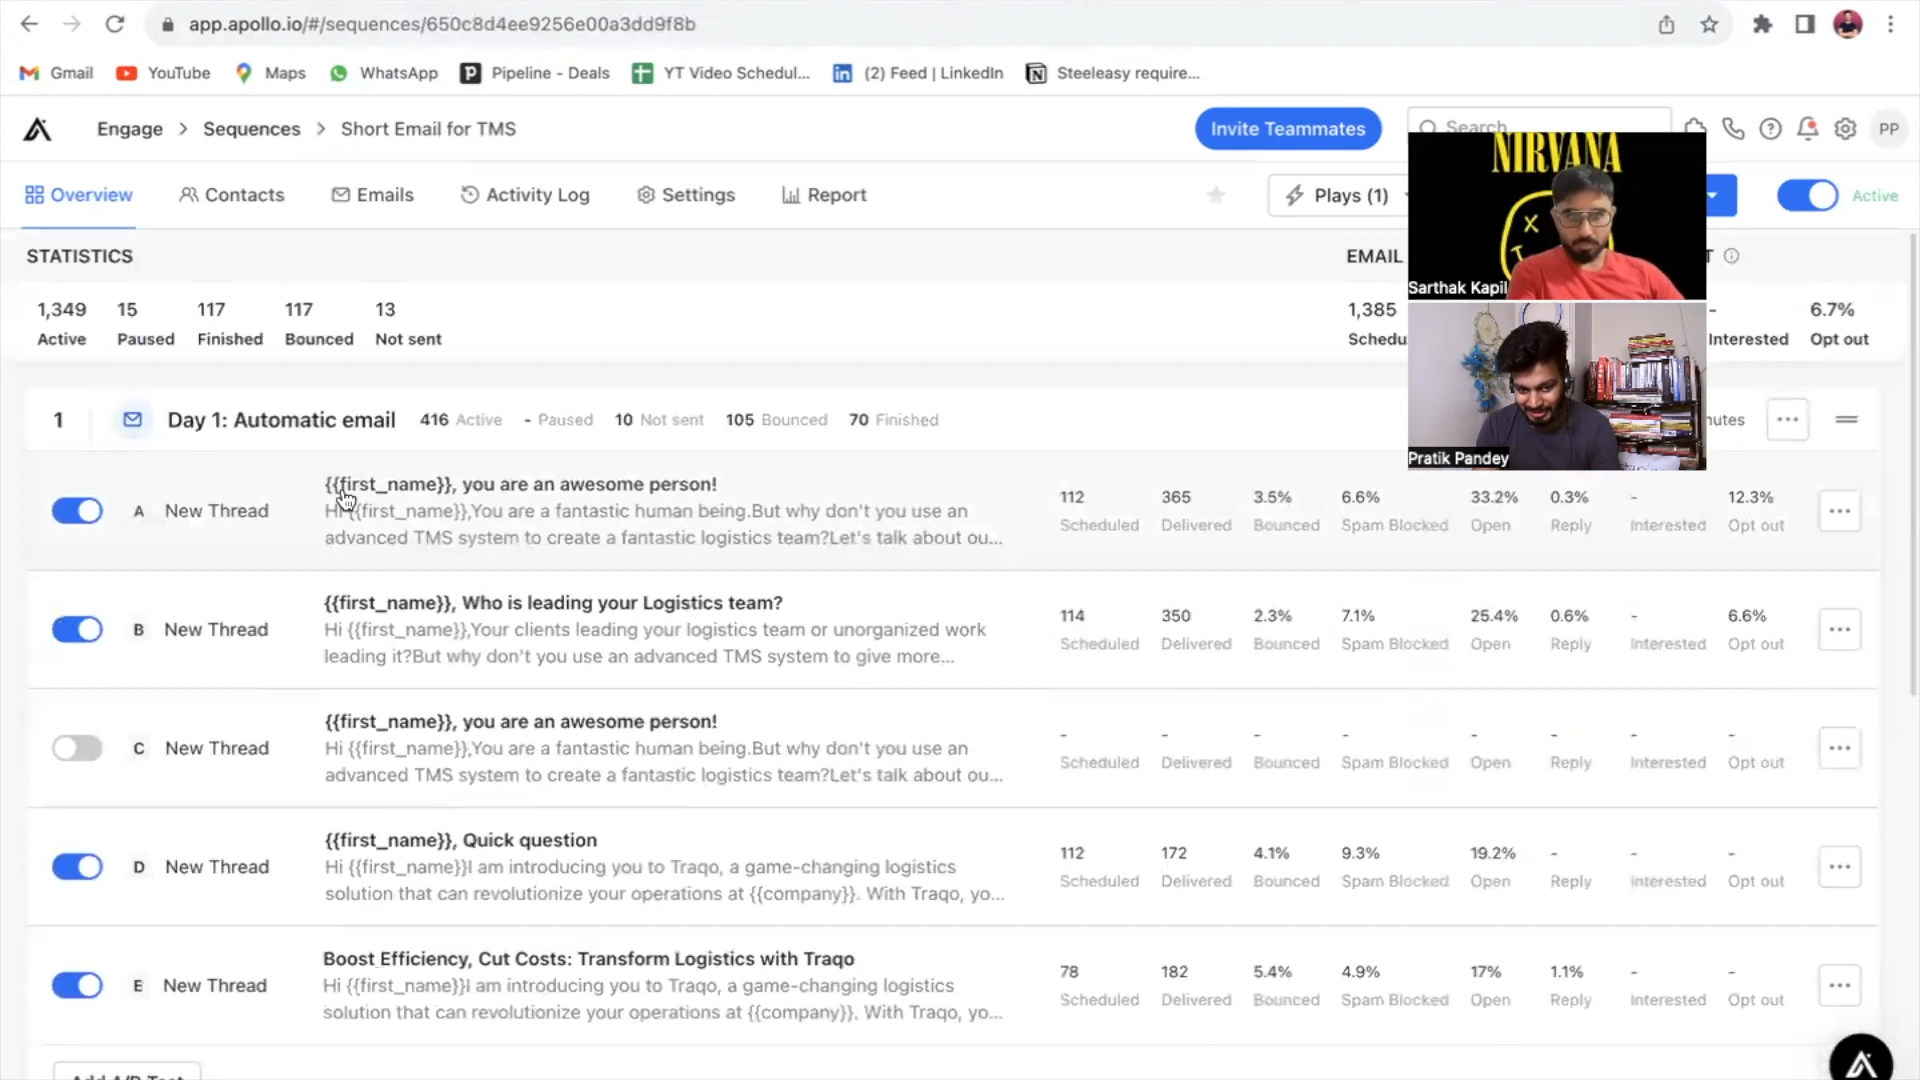 app.apollo.io/#/sequences/650c8d4ee9256e00a3dd9f8b
Gmail YouTube Maps WhatsApp Pipeline - Deals YT Video Schedul... (2) Feed | LinkedIn Steeleasy require...
Engage > Sequences > Short Email for TMS Invite Teammates Search PP
Overview Contacts Emails Activity Log Settings Report Plays (1) Active
NIRVANA
Sarthak Kapil
Pratik Pandey
STATISTICS EMAIL
1,349 15 117 117 13 1,385 - 6.7%
Active Paused Finished Bounced Not sent Schedu Interested Opt out
1 Day 1: Automatic email 416 Active - Paused 10 Not sent 105 Bounced 70 Finished nutes
{{first_name}}, you are an awesome person!
A New Thread Hi {{first_name}},You are a fantastic human being.But why don't you use an
advanced TMS system to create a fantastic logistics team?Let's talk about ou...
112 365 3.5% 6.6% 33.2% 0.3% - 12.3%
Scheduled Delivered Bounced Spam Blocked Open Reply Interested Opt out
{{first_name}}, Who is leading your Logistics team?
B New Thread Hi {{first_name}},Your clients leading your logistics team or unorganized work
leading it?But why don't you use an advanced TMS system to give more...
114 350 2.3% 7.1% 25.4% 0.6% - 6.6%
Scheduled Delivered Bounced Spam Blocked Open Reply Interested Opt out
{{first_name}}, you are an awesome person!
C New Thread Hi {{first_name}},You are a fantastic human being.But why don't you use an
advanced TMS system to create a fantastic logistics team?Let's talk about ou...
- - - - - - - -
Scheduled Delivered Bounced Spam Blocked Open Reply Interested Opt out
{{first_name}}, Quick question
D New Thread Hi {{first_name}}I am introducing you to Traqo, a game-changing logistics
solution that can revolutionize your operations at {{company}}. With Traqo, yo...
112 172 4.1% 9.3% 19.2% - - -
Scheduled Delivered Bounced Spam Blocked Open Reply Interested Opt out
Boost Efficiency, Cut Costs: Transform Logistics with Traqo
E New Thread Hi {{first_name}}I am introducing you to Traqo, a game-changing logistics
solution that can revolutionize your operations at {{company}}. With Traqo, yo...
78 182 5.4% 4.9% 17% 1.1% - -
Scheduled Delivered Bounced Spam Blocked Open Reply Interested Opt out
Add A/B Test